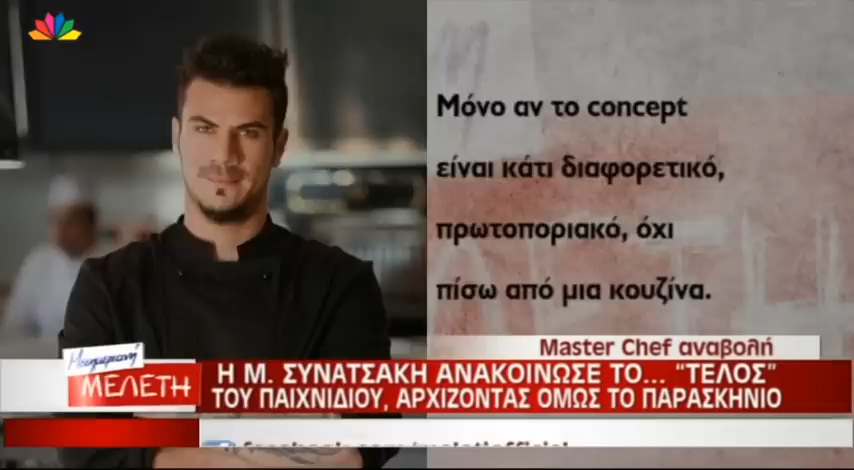 Μόνο αν το concept
είναι κάτι διαφορετικό,
πρωτοποριακό, όχι
πίσω από μια κουζίνα.
Master Chef αναβολή
Μεσημεριανή
ΜΕΛΕΤΗ
Η Μ. ΣΥΝΑΤΣΑΚΗ ΑΝΑΚΟΙΝΩΣΕ ΤΟ... “ΤΕΛΟΣ”
ΤΟΥ ΠΑΙΧΝΙΔΙΟΥ, ΑΡΧΙΖΟΝΤΑΣ ΟΜΩΣ ΤΟ ΠΑΡΑΣΚΗΝΙΟ